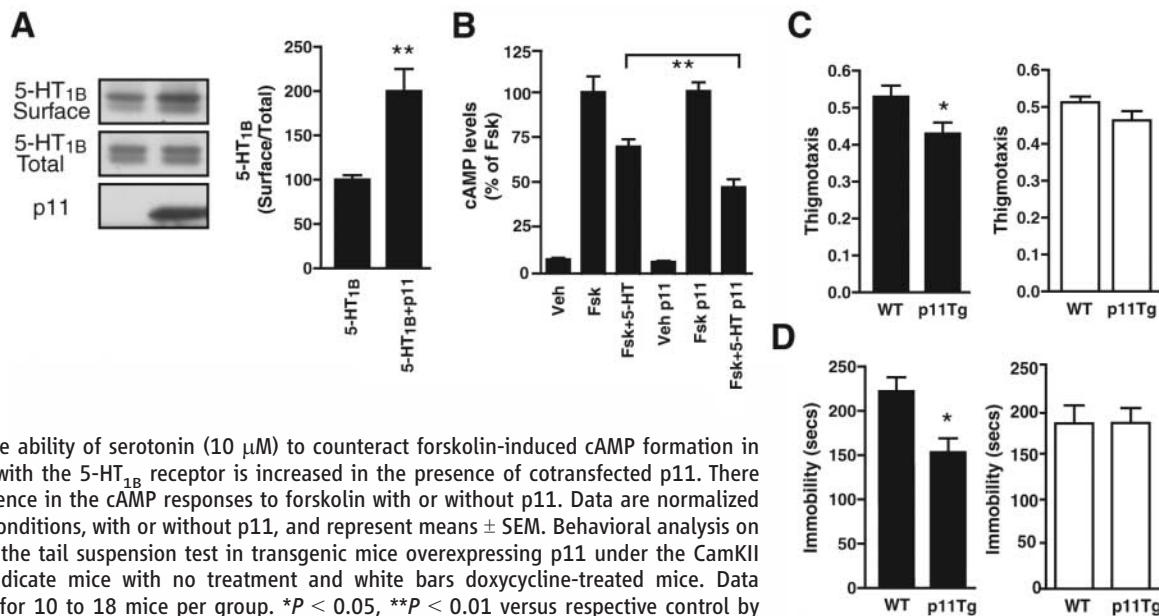 A
5-HT1B
Surface
5-HT1B
Total
p11
5-HT1B
(Surface/Total)
250
200
150
100
50
0
**
5-HT1B
5-HT1B+p11
B
cAMP levels
(% of Fsk)
125
100
75
50
25
0
**
Veh
Fsk
Fsk+5-HT
Veh p11
Fsk p11
Fsk+5-HT p11
C
Thigmotaxis
0.6
0.5
0.4
0.3
0.2
0.1
0.0
*
WT p11Tg
Thigmotaxis
0.6
0.5
0.4
0.3
0.2
0.1
0.0
WT p11Tg
D
Immobility (secs)
250
200
150
100
50
0
*
WT p11Tg
Immobility (secs)
250
200
150
100
50
0
WT p11Tg
e ability of serotonin (10 μM) to counteract forskolin-induced cAMP formation in
with the 5-HT1B receptor is increased in the presence of cotransfected p11. There
ence in the cAMP responses to forskolin with or without p11. Data are normalized
onditions, with or without p11, and represent means ± SEM. Behavioral analysis on
the tail suspension test in transgenic mice overexpressing p11 under the CamKII
dicate mice with no treatment and white bars doxycycline-treated mice. Data
for 10 to 18 mice per group. *P < 0.05, **P < 0.01 versus respective control by